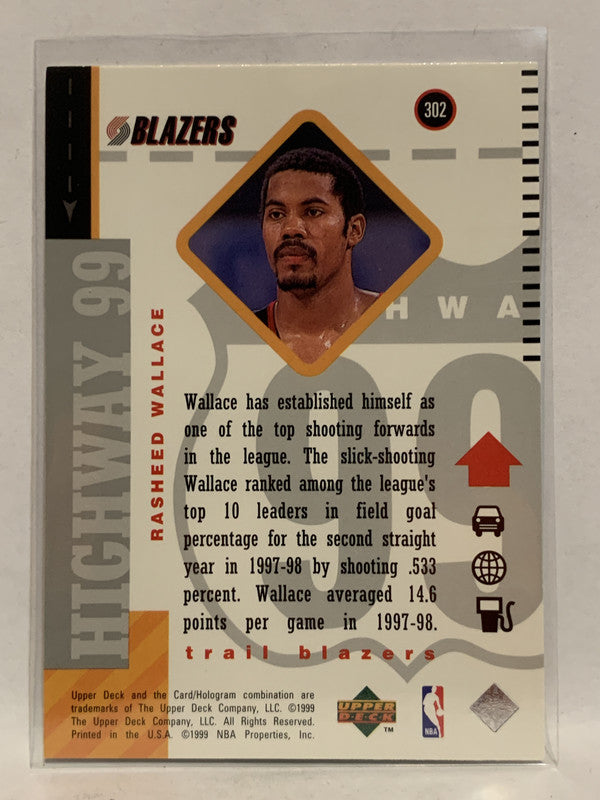 BLAZERS
302
HIGHWAY 99
RASHEED WALLACE
HWA
99
Wallace has established himself as
one of the top shooting forwards
in the league. The slick-shooting
Wallace ranked among the league's
top 10 leaders in field goal
percentage for the second straight
year in 1997-98 by shooting .533
percent. Wallace averaged 14.6
points per game in 1997-98.
trail blazers
Upper Deck and the Card/Hologram combination are
trademarks of The Upper Deck Company, LLC. ©1999
The Upper Deck Company, LLC. All Rights Reserved.
Printed in the U.S.A. ©1999 NBA Properties, Inc.
UPPER
DECK
TM
NBA